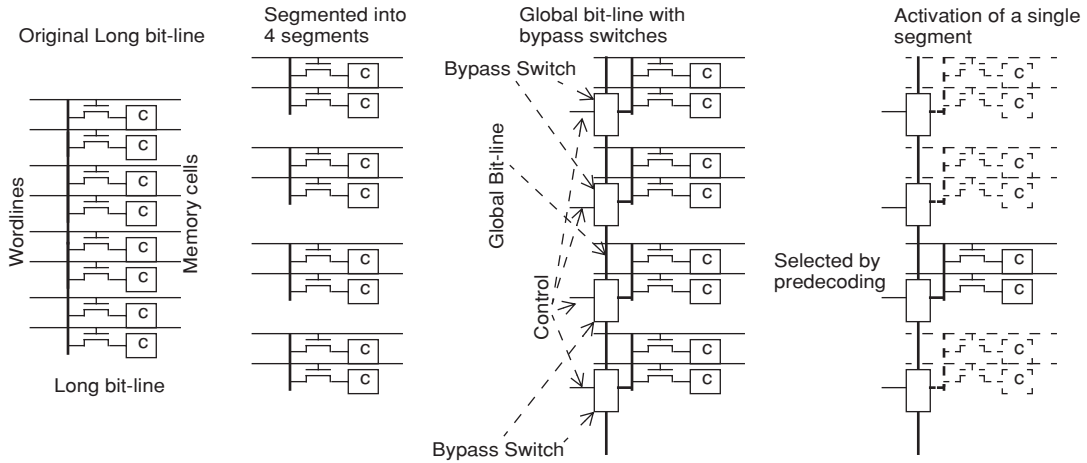 Original Long bit-line
Wordlines
C
C
C
C
C
C
C
C
Memory cells
Long bit-line
Segmented into
4 segments
C
C
C
C
C
C
C
C
Global bit-line with
bypass switches
Bypass Switch
Global Bit-line
Control
Bypass Switch
C
C
C
C
C
C
C
C
Activation of a single
segment
Selected by
predecoding
C
C
C
C
C
C
C
C